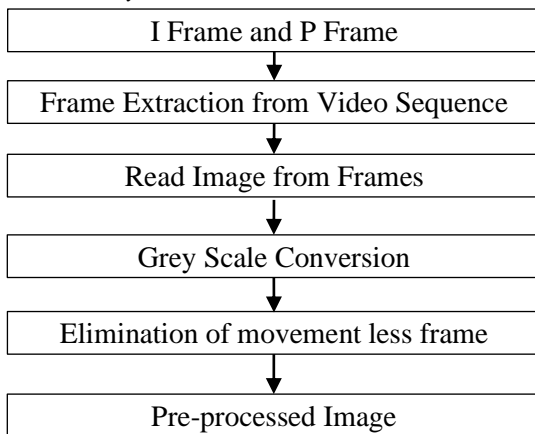 I Frame and P Frame
Frame Extraction from Video Sequence
Read Image from Frames
Grey Scale Conversion
Elimination of movement less frame
Pre-processed Image